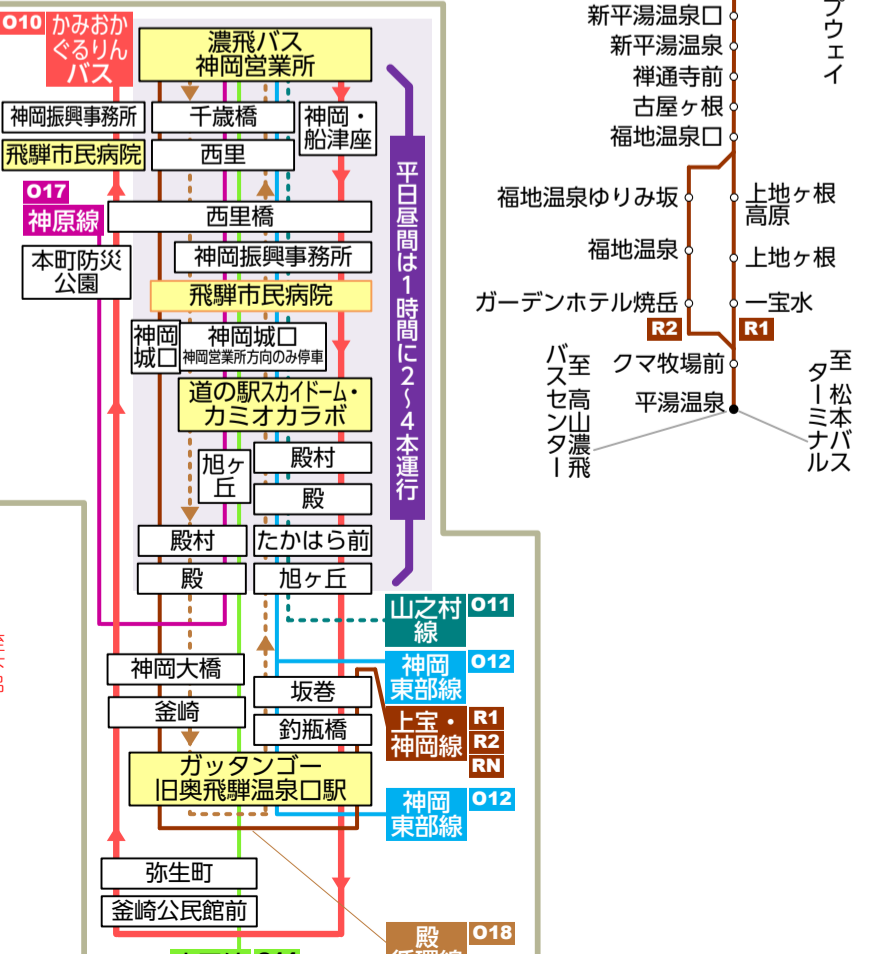 O10
かみおか
ぐるりん
バス
濃飛バス
神岡営業所
神岡振興事務所
千歳橋
神岡・
船津座
飛騨市民病院
西里
O17
神原線
西里橋
本町防災
公園
神岡振興事務所
飛騨市民病院
神岡
城口
神岡城口
神岡営業所方向のみ停車
道の駅スカイドーム・
カミオカラボ
旭ヶ
丘
殿村
殿
殿村
たかはら前
殿
旭ヶ丘
平日昼間は1時間に2〜4本運行
山之村
線
O11
神岡
東部線
O12
神岡大橋
坂巻
釜崎
釣瓶橋
上宝・
神岡線
R1
R2
RN
ガッタンゴー
旧奥飛騨温泉口駅
神岡
東部線
O12
弥生町
釜崎公民館前
殿
O18
プウェイ
新平湯温泉口
新平湯温泉
禅通寺前
古屋ヶ根
福地温泉口
福地温泉ゆりみ坂
上地ヶ根
高原
福地温泉
上地ヶ根
ガーデンホテル焼岳
一宝水
R2
R1
クマ牧場前
平湯温泉
至 高山濃飛
バスセンター
至 松本バス
ターミナル